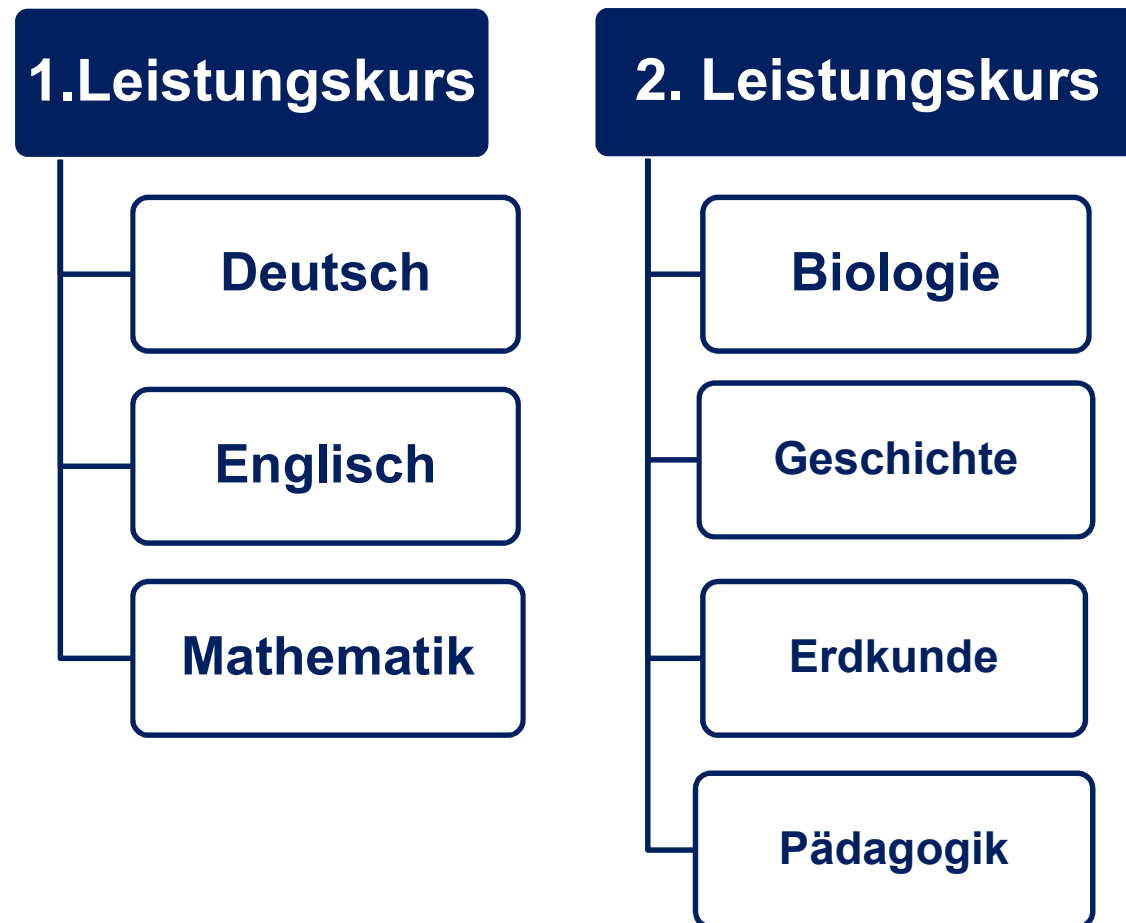 1.Leistungskurs
Deutsch
Englisch
Mathematik
2. Leistungskurs
Biologie
Geschichte
Erdkunde
Pädagogik